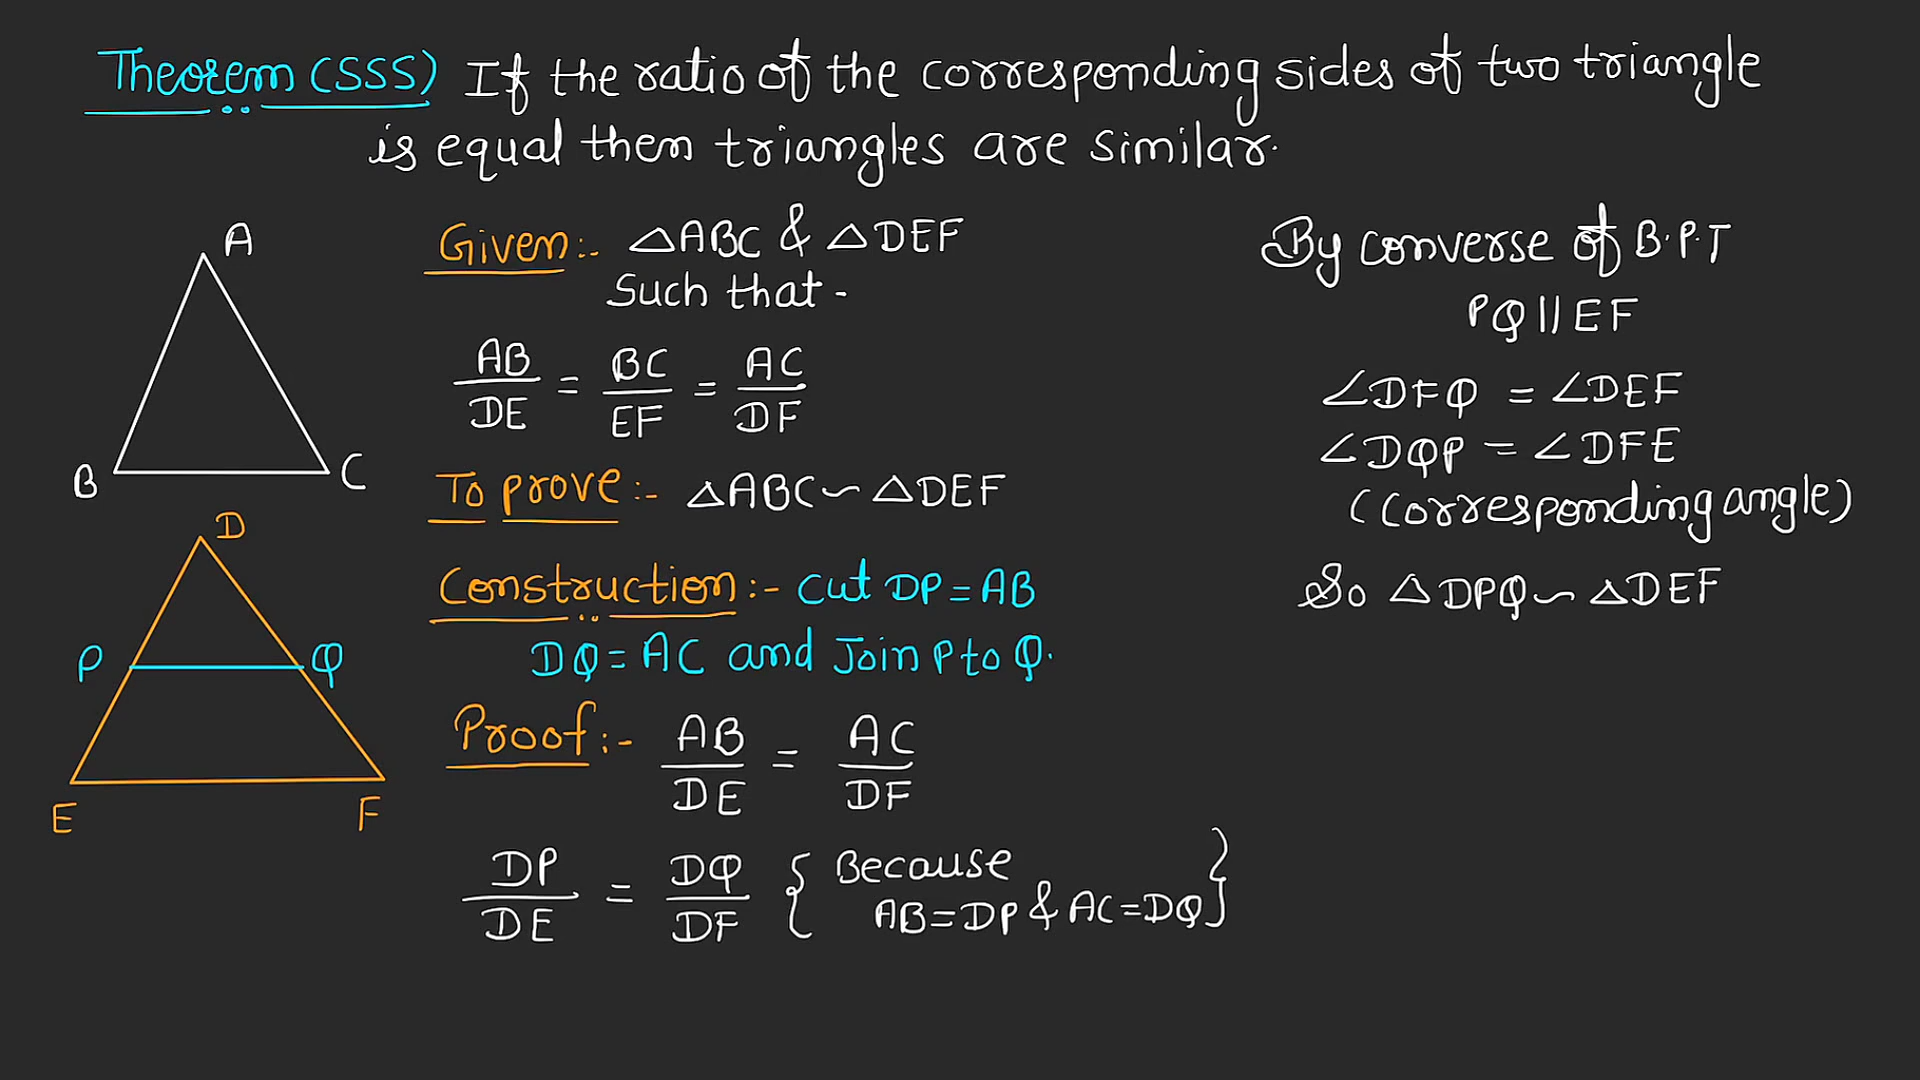 Theorem (SSS) If the ratio of the corresponding sides of two triangle
is equal then triangles are similar.
A
B
C
D
P
Q
E
F
Given:- △ABC & △DEF
Such that -
AB/DE = BC/EF = AC/DF
To prove:- △ABC ∼ △DEF
Construction:- Cut DP = AB
DQ = AC and Join P to Q.
Proof:- AB/DE = AC/DF
DP/DE = DQ/DF { Because
AB = DP & AC = DQ }
By converse of B.P.T
PQ || EF
∠DFQ = ∠DEF
∠DQP = ∠DFE
(Corresponding angle)
So △DPQ ∼ △DEF